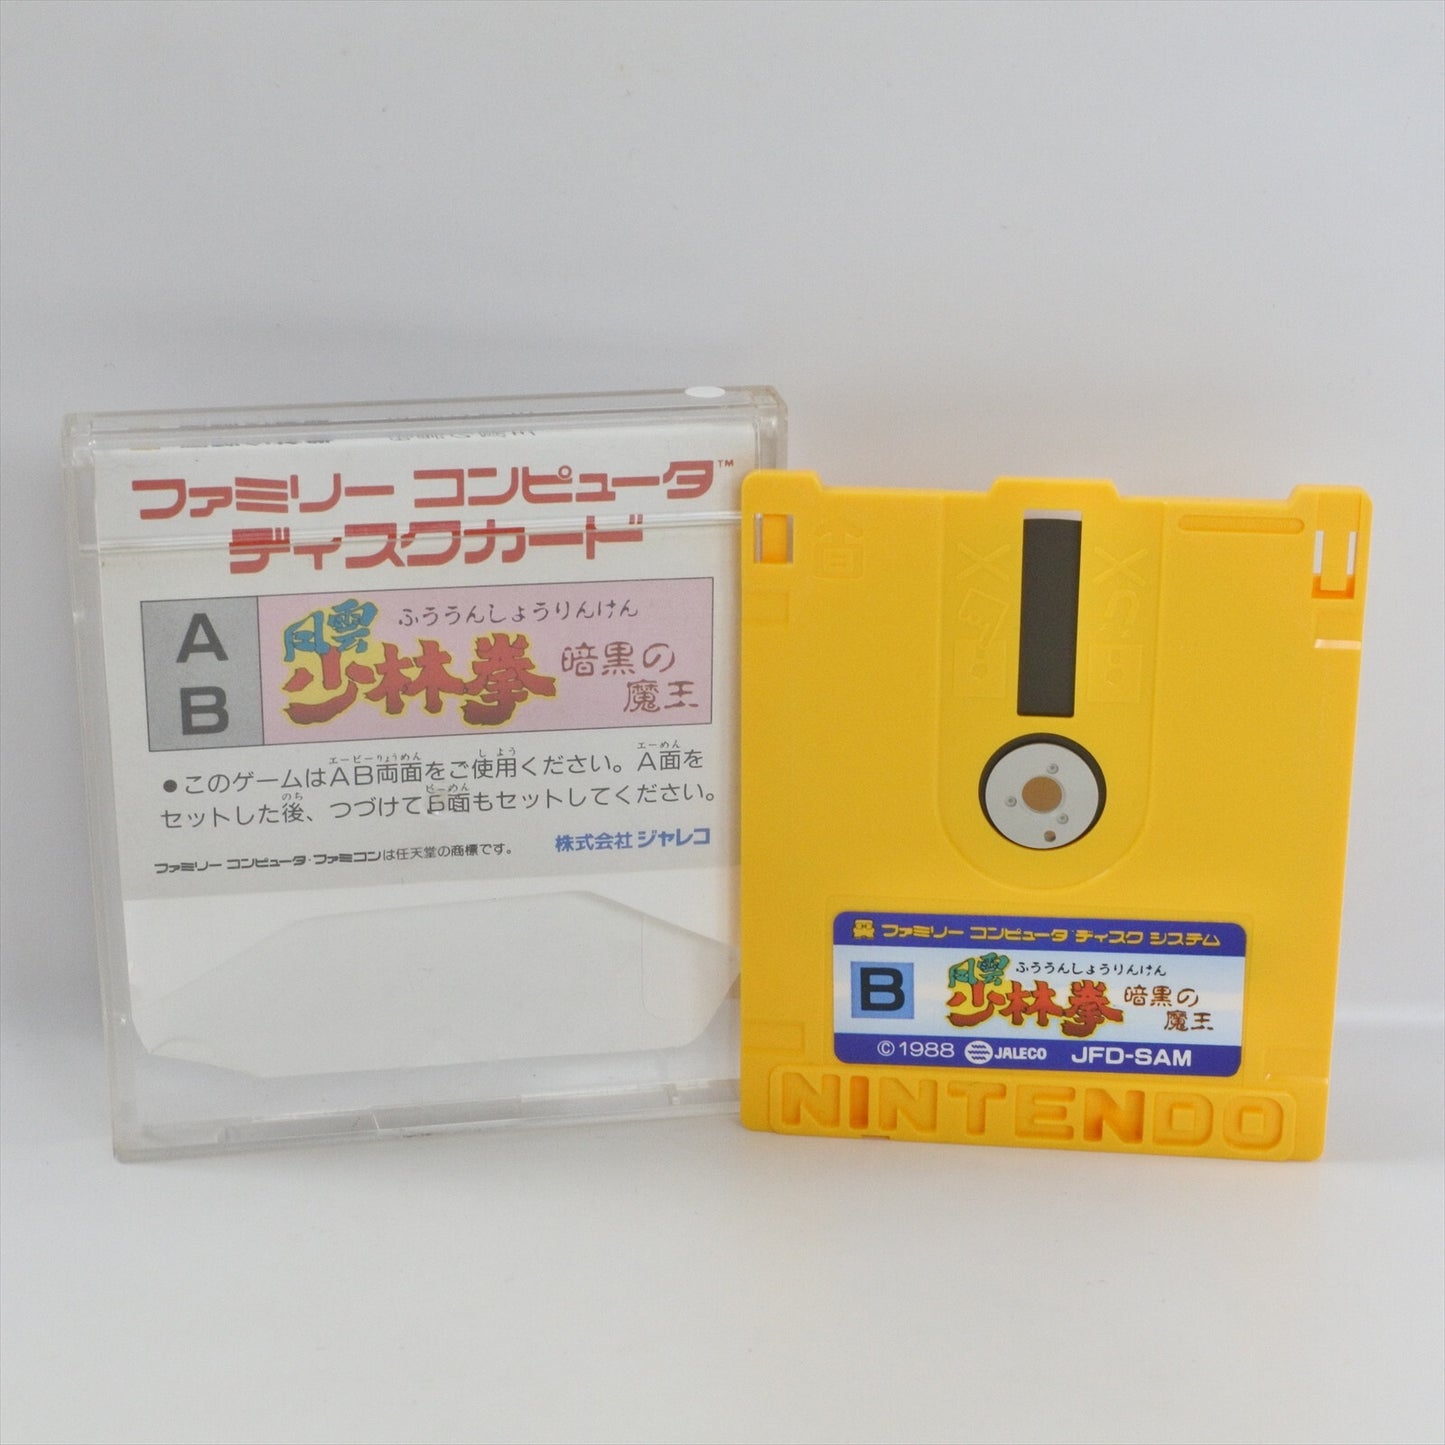 ファミリー コンピュータ™
ディスクカード
A
B
ふううんしょうりんけん
風雲
少林拳
暗黒の
魔王
エービーりょうめん しよう エーめん
●このゲームはAB両面をご使用ください。A面を
のち ビーめん
セットした後、つづけてB面もセットしてください。
株式会社 ジャレコ
ファミリー コンピュータ・ファミコンは任天堂の商標です。
ファミリー コンピュータ ディスク システム
B
ふううんしょうりんけん
風雲
少林拳
暗黒の
魔王
©1988 JALECO JFD-SAM
NINTENDO